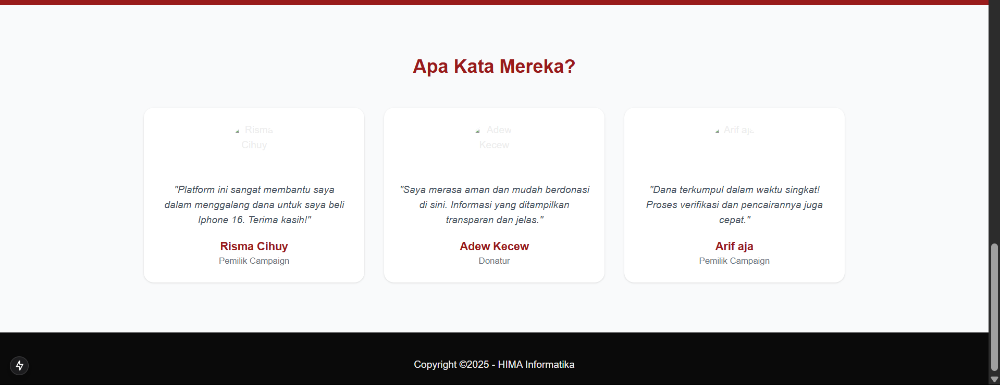 Apa Kata Mereka?
Risma
Cihuy
"Platform ini sangat membantu saya
dalam menggalang dana untuk saya beli
Iphone 16. Terima kasih!"
Risma Cihuy
Pemilik Campaign
Adew
Kecew
"Saya merasa aman dan mudah berdonasi
di sini. Informasi yang ditampilkan
transparan dan jelas."
Adew Kecew
Donatur
Arif aja
"Dana terkumpul dalam waktu singkat!
Proses verifikasi dan pencairannya juga
cepat."
Arif aja
Pemilik Campaign
Copyright ©2025 - HIMA Informatika